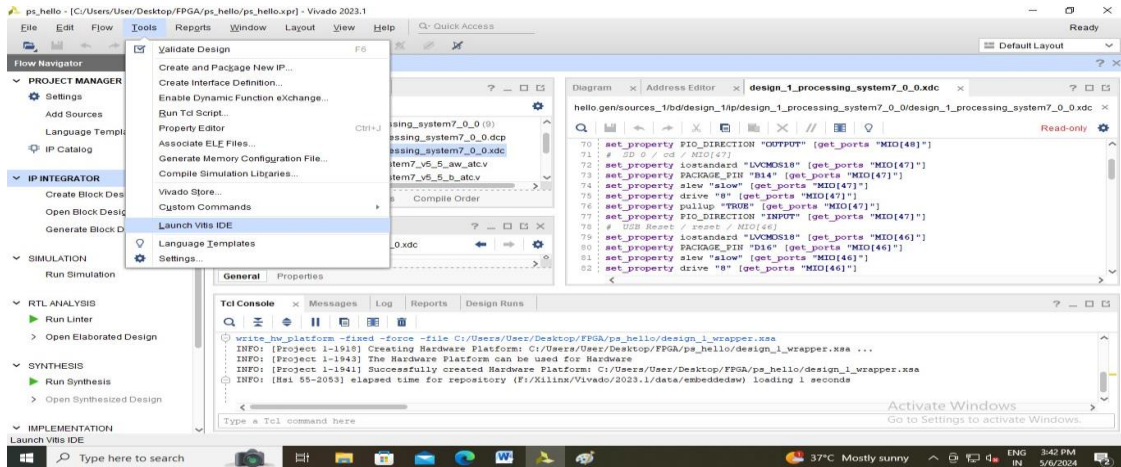 ps_hello - [C:/Users/User/Desktop/FPGA/ps_hello/ps_hello.xpr] - Vivado 2023.1
File Edit Flow Tools Reports Window Layout View Help Quick Access
Ready
Default Layout
Flow Navigator
PROJECT MANAGER
Settings
Add Sources
Language Templa
IP Catalog
IP INTEGRATOR
Create Block Des
Open Block Desig
Generate Block D
SIMULATION
Run Simulation
RTL ANALYSIS
Run Linter
Open Elaborated Design
SYNTHESIS
Run Synthesis
Open Synthesized Design
IMPLEMENTATION
Launch Vitis IDE
Validate Design F6
Create and Package New IP...
Create Interface Definition...
Enable Dynamic Function eXchange...
Run Tcl Script...
Property Editor Ctrl+J
Associate ELF Files...
Generate Memory Configuration File...
Compile Simulation Libraries...
Vivado Store...
Custom Commands
Launch Vitis IDE
Language Templates
Settings...
ssing_system7_0_0 (9)
essing_system7_0_0.dcp
essing_system7_0_0.xdc
stem7_v5_5_aw_atc.v
stem7_v5_5_b_atc.v
s Compile Order
_0.xdc
General Properties
Diagram Address Editor design_1_processing_system7_0_0.xdc
hello.gen/sources_1/bd/design_1/ip/design_1_processing_system7_0_0/design_1_processing_system7_0_0.xdc
Read-only
70 set_property PIO_DIRECTION "OUTPUT" [get_ports "MIO[48]"]
71 # SD 0 / cd / MIO[47]
72 set_property iostandard "LVCMOS18" [get_ports "MIO[47]"]
73 set_property PACKAGE_PIN "B14" [get_ports "MIO[47]"]
74 set_property slew "slow" [get_ports "MIO[47]"]
75 set_property drive "8" [get_ports "MIO[47]"]
76 set_property pullup "TRUE" [get_ports "MIO[47]"]
77 set_property PIO_DIRECTION "INPUT" [get_ports "MIO[47]"]
78 # USB Reset / reset / MIO[46]
79 set_property iostandard "LVCMOS18" [get_ports "MIO[46]"]
80 set_property PACKAGE_PIN "D16" [get_ports "MIO[46]"]
81 set_property slew "slow" [get_ports "MIO[46]"]
82 set_property drive "8" [get_ports "MIO[46]"]
Tcl Console Messages Log Reports Design Runs
write_hw_platform -fixed -force -file C:/Users/User/Desktop/FPGA/ps_hello/design_1_wrapper.xsa
INFO: [Project 1-1918] Creating Hardware Platform: C:/Users/User/Desktop/FPGA/ps_hello/design_1_wrapper.xsa ...
INFO: [Project 1-1943] The Hardware Platform can be used for Hardware
INFO: [Project 1-1941] Successfully created Hardware Platform: C:/Users/User/Desktop/FPGA/ps_hello/design_1_wrapper.xsa
INFO: [Hsi 55-2053] elapsed time for repository (F:/Xilinx/Vivado/2023.1/data/embeddedsw) loading 1 seconds
Type a Tcl command here
Activate Windows
Go to Settings to activate Windows.
Type here to search
37°C Mostly sunny
ENG
IN
3:42 PM
5/6/2024